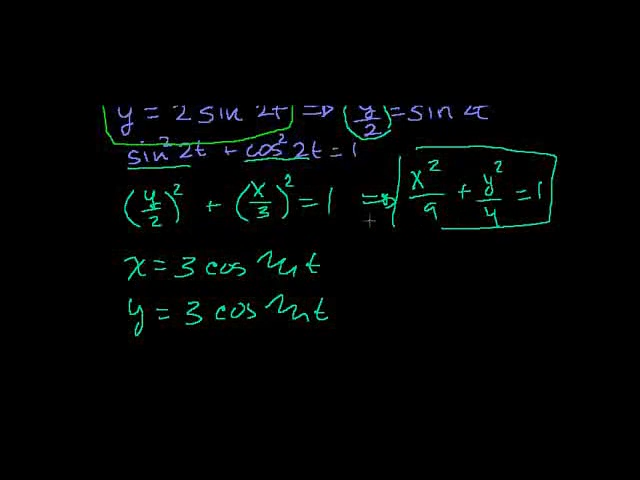 y = 2 sin 2t ⇒ (y/2) = sin 2t
sin² 2t + cos² 2t = 1
(y/2)² + (x/3)² = 1 ⇒ x²/9 + y²/4 = 1
x = 3 cos t
y = 3 cos t